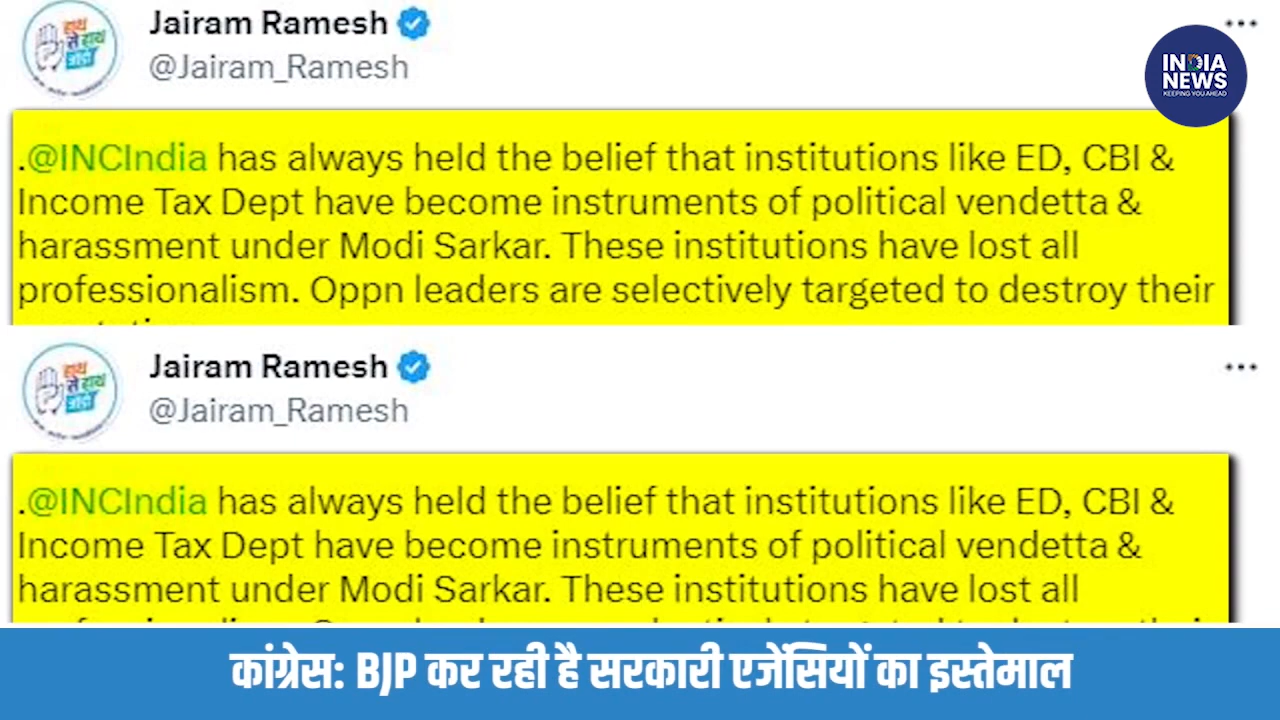 हाथ
से हाथ
जोड़ो
Jairam Ramesh
@Jairam_Ramesh
INDIA
NEWS
KEEPING YOU AHEAD
.@INCIndia has always held the belief that institutions like ED, CBI &
Income Tax Dept have become instruments of political vendetta &
harassment under Modi Sarkar. These institutions have lost all
professionalism. Oppn leaders are selectively targeted to destroy their
हाथ
से हाथ
जोड़ो
Jairam Ramesh
@Jairam_Ramesh
.@INCIndia has always held the belief that institutions like ED, CBI &
Income Tax Dept have become instruments of political vendetta &
harassment under Modi Sarkar. These institutions have lost all
कांग्रेस: BJP कर रही है सरकारी एजेंसियों का इस्तेमाल